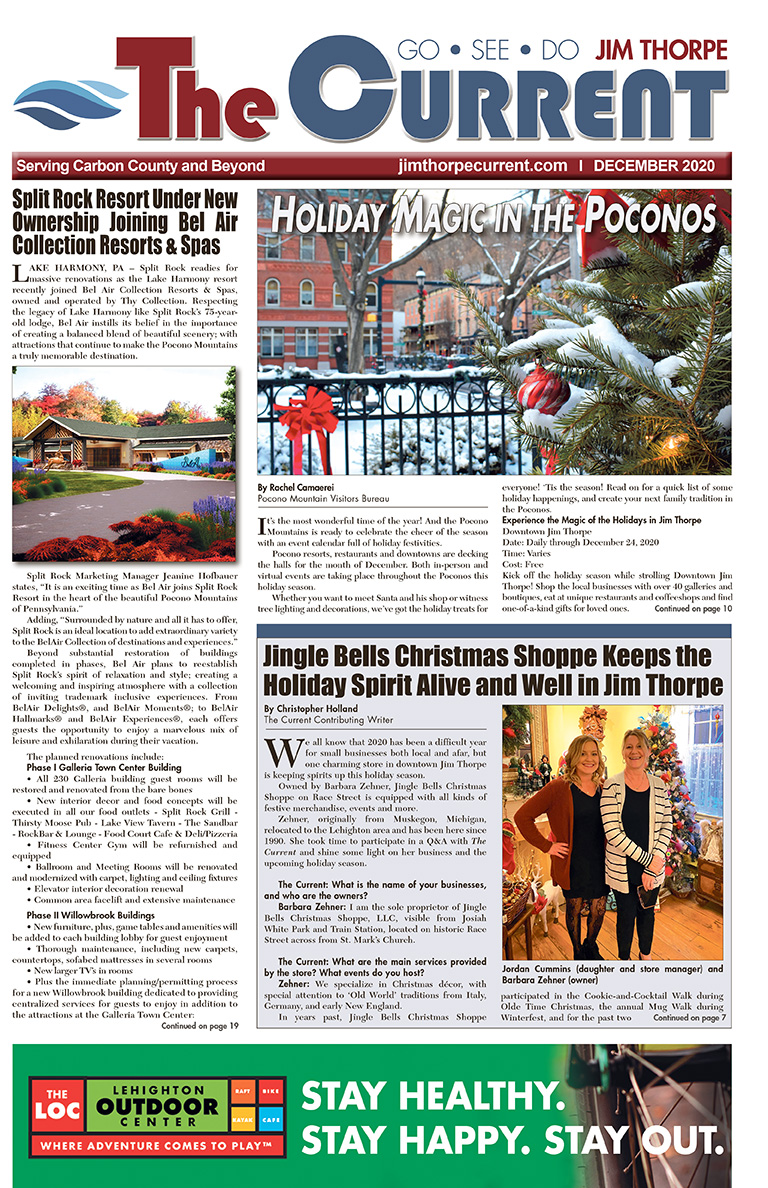 GO • SEE • DO JIM THORPE
The CURRENT
Serving Carbon County and Beyond
jimthorpecurrent.com I DECEMBER 2020
Split Rock Resort Under New
Ownership Joining Bel Air
Collection Resorts & Spas
LAKE HARMONY, PA – Split Rock readies for
massive renovations as the Lake Harmony resort
recently joined Bel Air Collection Resorts & Spas,
owned and operated by Thy Collection. Respecting
the legacy of Lake Harmony like Split Rock's 75-year-
old lodge, Bel Air instills its belief in the importance
of creating a balanced blend of beautiful scenery; with
attractions that continue to make the Pocono Mountains
a truly memorable destination.
Split Rock Marketing Manager Jeanine Hofbauer
states, “It is an exciting time as Bel Air joins Split Rock
Resort in the heart of the beautiful Pocono Mountains
of Pennsylvania.”
Adding, “Surrounded by nature and all it has to offer,
Split Rock is an ideal location to add extraordinary variety
to the BelAir Collection of destinations and experiences.”
Beyond substantial restoration of buildings
completed in phases, Bel Air plans to reestablish
Split Rock's spirit of relaxation and style; creating a
welcoming and inspiring atmosphere with a collection
of inviting trademark inclusive experiences. From
BelAir Delights®, and BelAir Moments®; to BelAir
Hallmarks® and BelAir Experiences®, each offers
guests the opportunity to enjoy a marvelous mix of
leisure and exhilaration during their vacation.
The planned renovations include:
Phase I Galleria Town Center Building
• All 230 Galleria building guest rooms will be
restored and renovated from the bare bones
• New interior decor and food concepts will be
executed in all our food outlets - Split Rock Grill -
Thirsty Moose Pub - Lake View Tavern - The Sandbar
- RockBar & Lounge - Food Court Cafe & Deli/Pizzeria
• Fitness Center Gym will be refurnished and
equipped
• Ballroom and Meeting Rooms will be renovated
and modernized with carpet, lighting and ceiling fixtures
• Elevator interior decoration renewal
• Common area facelift and extensive maintenance
Phase II Willowbrook Buildings
• New furniture, plus, game tables and amenities will
be added to each building lobby for guest enjoyment
• Thorough maintenance, including new carpets,
countertops, sofabed mattresses in several rooms
• New larger TV's in rooms
• Plus the immediate planning/permitting process
for a new Willowbrook building dedicated to providing
centralized services for guests to enjoy in addition to
the attractions at the Galleria Town Center:
Continued on page 19
HOLIDAY MAGIC IN THE POCONOS
By Rachel Camaerei
Pocono Mountain Visitors Bureau
It's the most wonderful time of the year! And the Pocono
Mountains is ready to celebrate the cheer of the season
with an event calendar full of holiday festivities.
Pocono resorts, restaurants and downtowns are decking
the halls for the month of December. Both in-person and
virtual events are taking place throughout the Poconos this
holiday season.
Whether you want to meet Santa and his shop or witness
tree lighting and decorations, we've got the holiday treats for
everyone! 'Tis the season! Read on for a quick list of some
holiday happenings, and create your next family tradition in
the Poconos.
Experience the Magic of the Holidays in Jim Thorpe
Downtown Jim Thorpe
Date: Daily through December 24, 2020
Time: Varies
Cost: Free
Kick off the holiday season while strolling Downtown Jim
Thorpe! Shop the local businesses with over 40 galleries and
boutiques, eat at unique restaurants and coffeeshops and find
one-of-a-kind gifts for loved ones. Continued on page 10
Jingle Bells Christmas Shoppe Keeps the
Holiday Spirit Alive and Well in Jim Thorpe
By Christopher Holland
The Current Contributing Writer
We all know that 2020 has been a difficult year
for small businesses both local and afar, but
one charming store in downtown Jim Thorpe
is keeping spirits up this holiday season.
Owned by Barbara Zehner, Jingle Bells Christmas
Shoppe on Race Street is equipped with all kinds of
festive merchandise, events and more.
Zehner, originally from Muskegon, Michigan,
relocated to the Lehighton area and has been here since
1990. She took time to participate in a Q&A with The
Current and shine some light on her business and the
upcoming holiday season.
The Current: What is the name of your businesses,
and who are the owners?
Barbara Zehner: I am the sole proprietor of Jingle
Bells Christmas Shoppe, LLC, visible from Josiah
White Park and Train Station, located on historic Race
Street across from St. Mark's Church.
The Current: What are the main services provided
by the store? What events do you host?
Zehner: We specialize in Christmas décor, with
special attention to 'Old World' traditions from Italy,
Germany, and early New England.
In years past, Jingle Bells Christmas Shoppe
Jordan Cummins (daughter and store manager) and
Barbara Zehner (owner)
participated in the Cookie-and-Cocktail Walk during
Olde Time Christmas, the annual Mug Walk during
Winterfest, and for the past two Continued on page 7
THE
LOC
LEHIGHTON
OUTDOOR
CENTER
RAFT BIKE
KAYAK CAFE
WHERE ADVENTURE COMES TO PLAY™
STAY HEALTHY.
STAY HAPPY. STAY OUT.